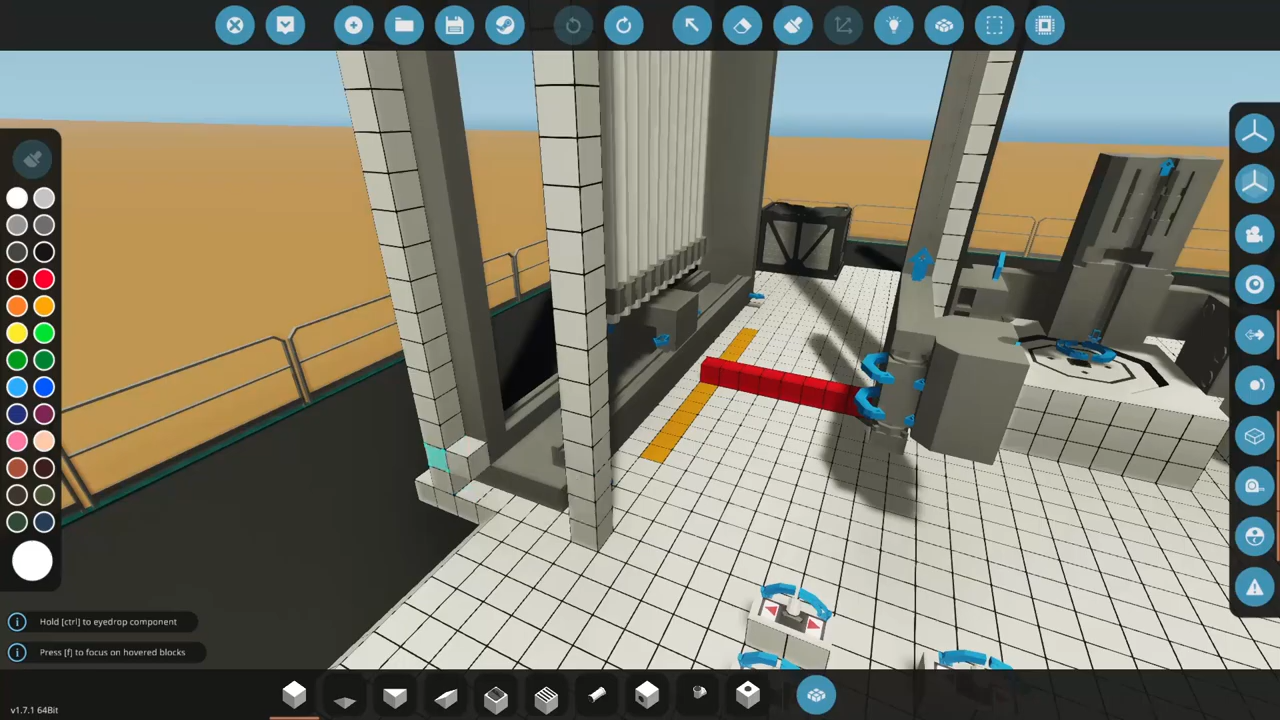 Hold [ctrl] to eyedrop component
Press [f] to focus on hovered blocks
v1.7.1 64Bit